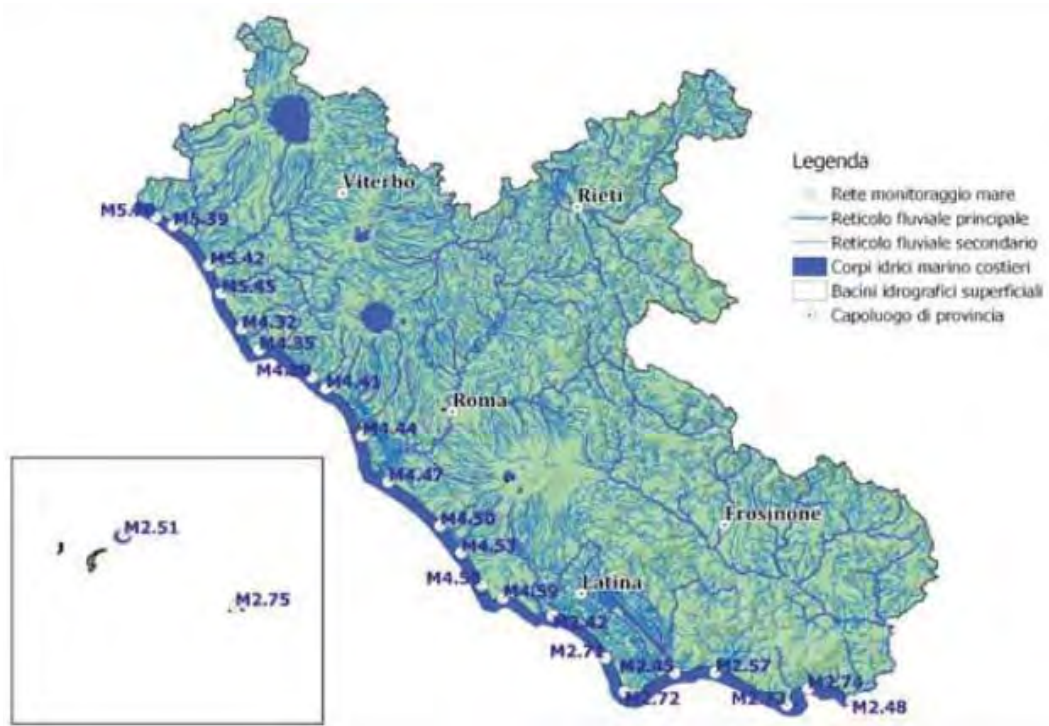 Viterbo
Rieti
Legenda
Rete monitoraggio mare
Reticolo fluviale principale
Reticolo fluviale secondario
Corpi idrici marino costieri
Bacini idrografici superficiali
Capoluogo di provincia
M5.39
M5.42
M5.45
M4.32
M4.35
M4.41
Roma
M4.44
M4.47
M4.50
M4.53
Frosinone
Latina
M4.59
M2.51
M2.75
M2.71
M2.45
M2.57
M2.72
M2.74
M2.48